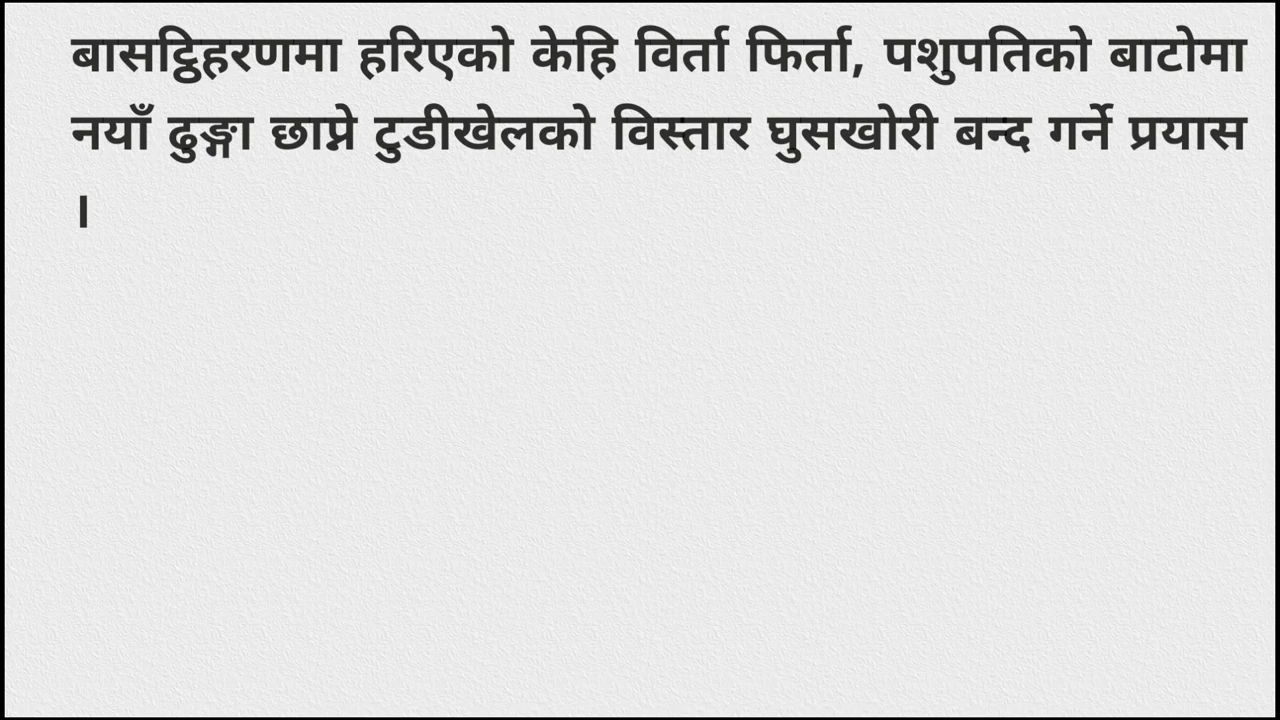 बासट्ठिहरणमा हरिएको केहि विर्ता फिर्ता, पशुपतिको बाटोमा
नयाँ ढुङ्गा छाप्ने टुडीखेलको विस्तार घुसखोरी बन्द गर्ने प्रयास
।